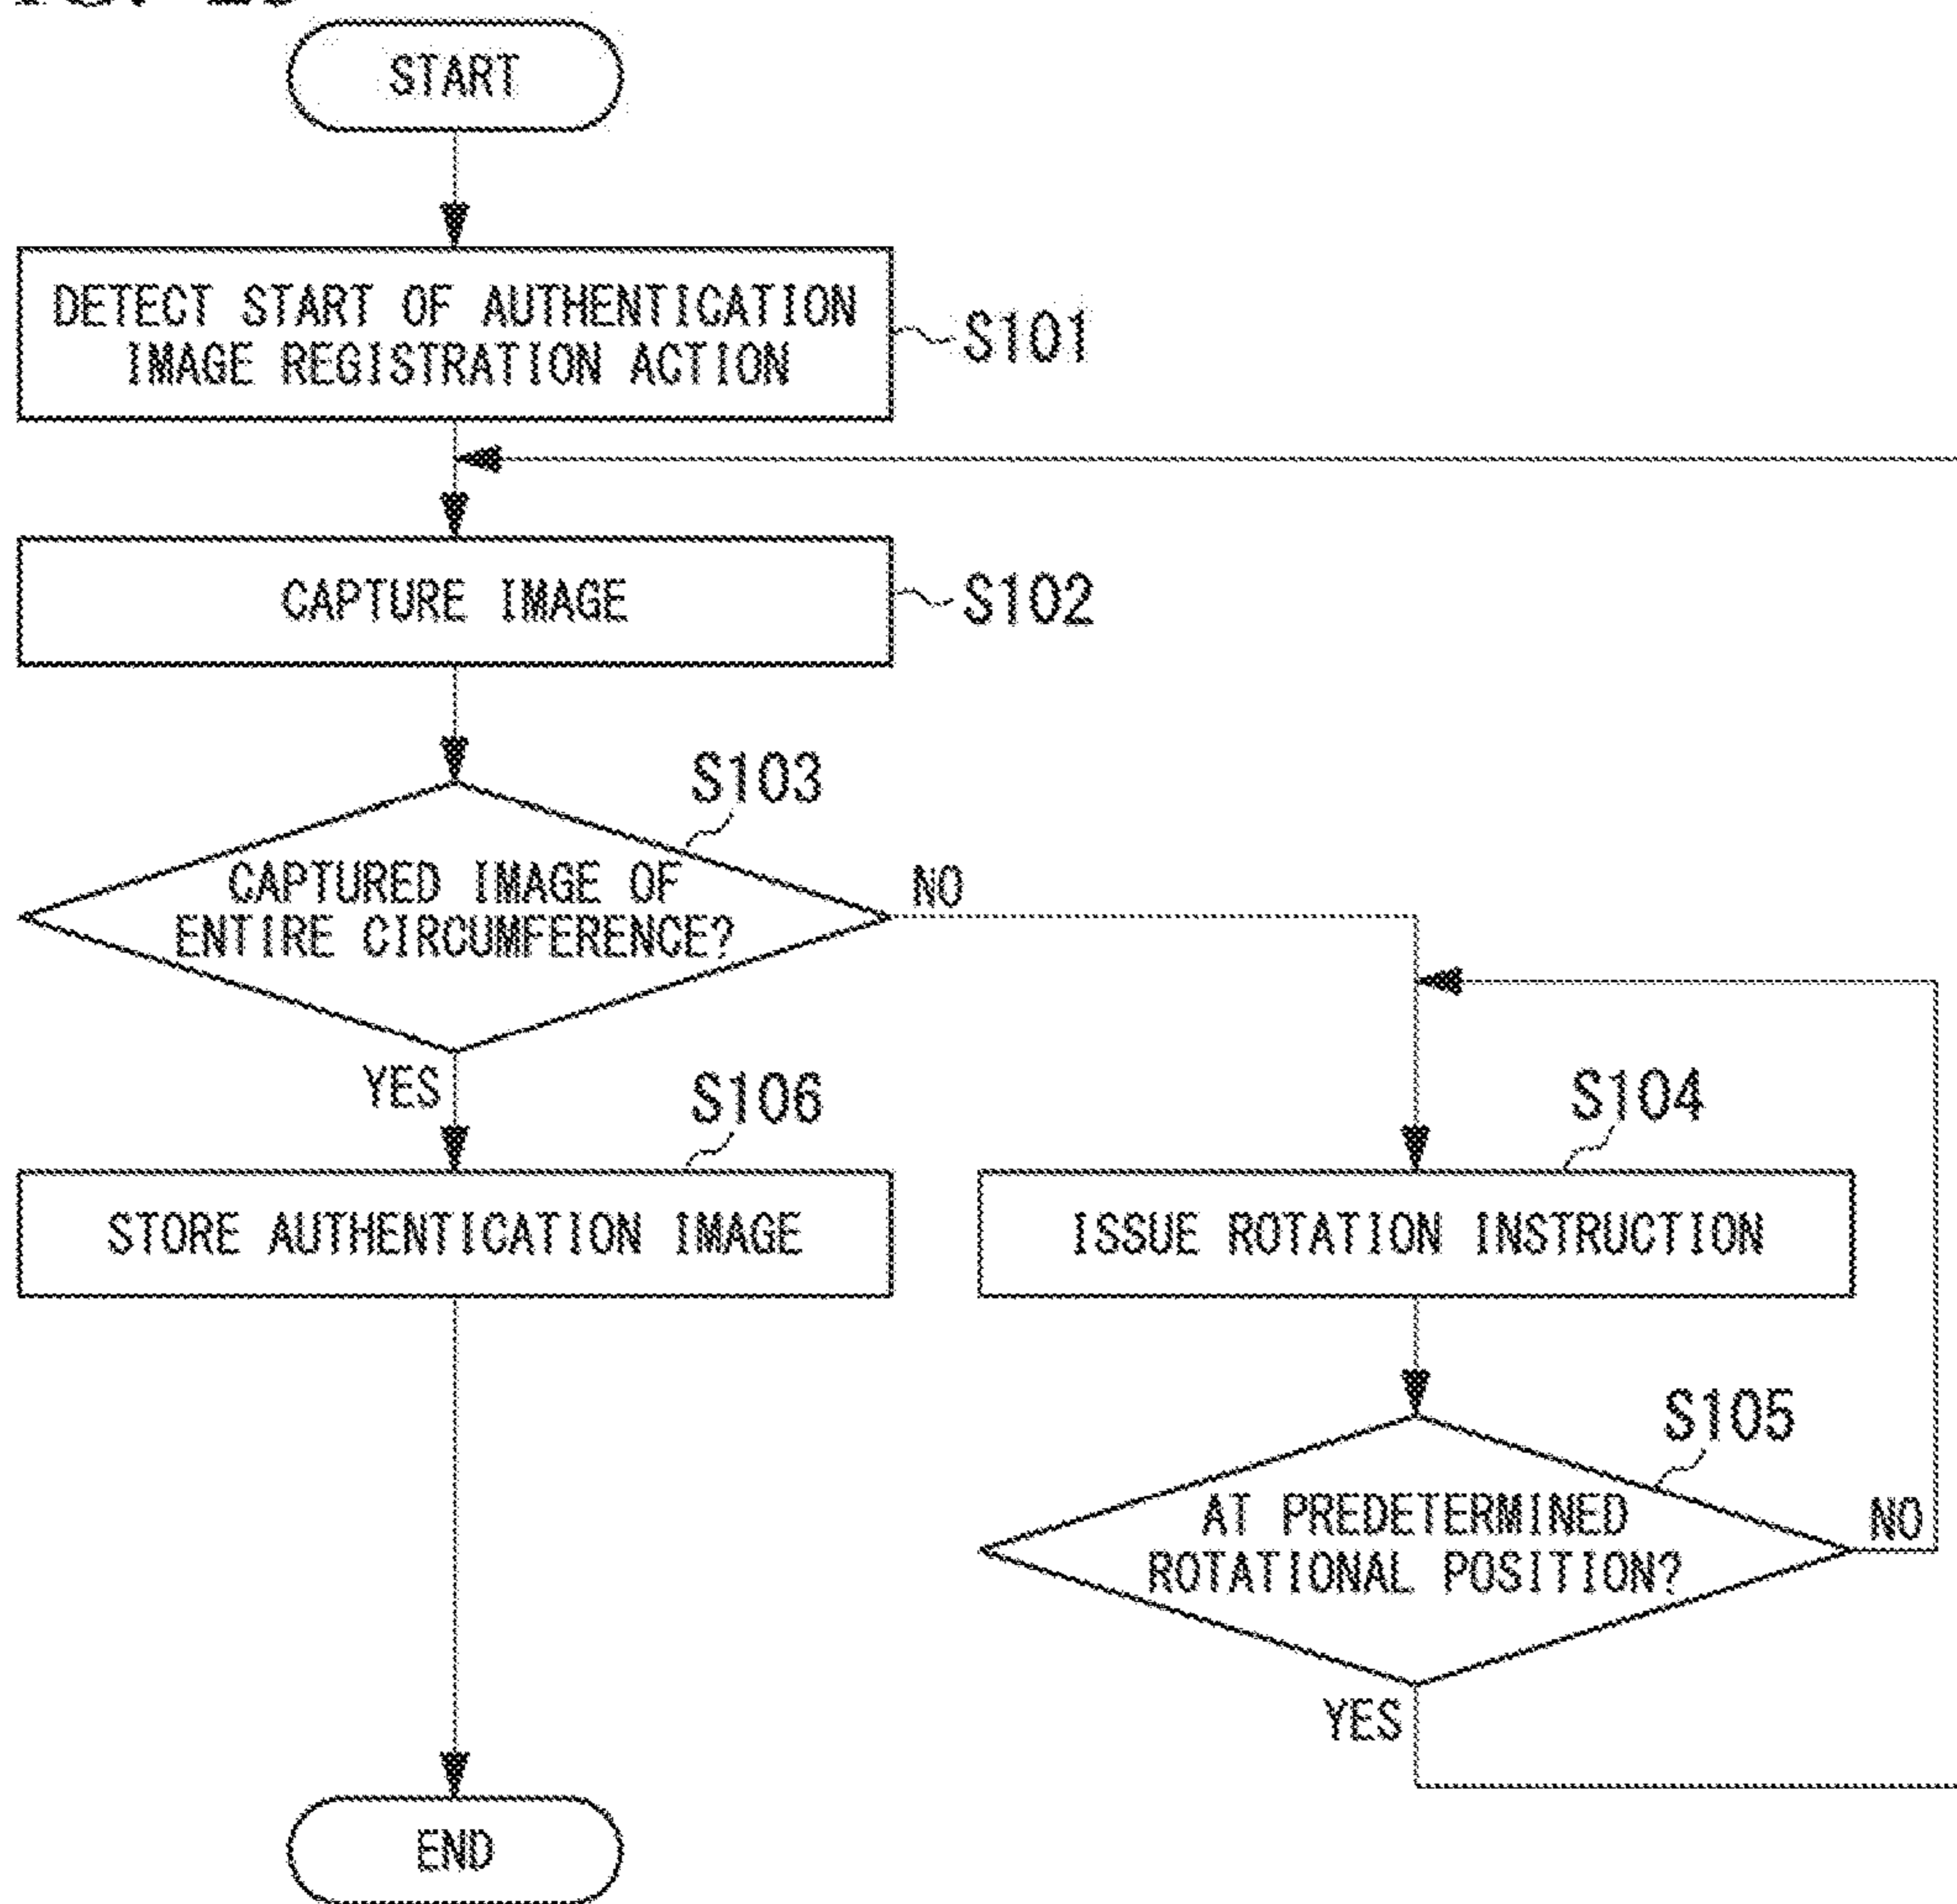 START
DETECT START OF AUTHENTICATION
IMAGE REGISTRATION ACTION
S101
CAPTURE IMAGE
S102
S103
CAPTURED IMAGE OF
ENTIRE CIRCUMFERENCE?
NO
YES
S106
STORE AUTHENTICATION IMAGE
S104
ISSUE ROTATION INSTRUCTION
S105
AT PREDETERMINED
ROTATIONAL POSITION?
NO
YES
END